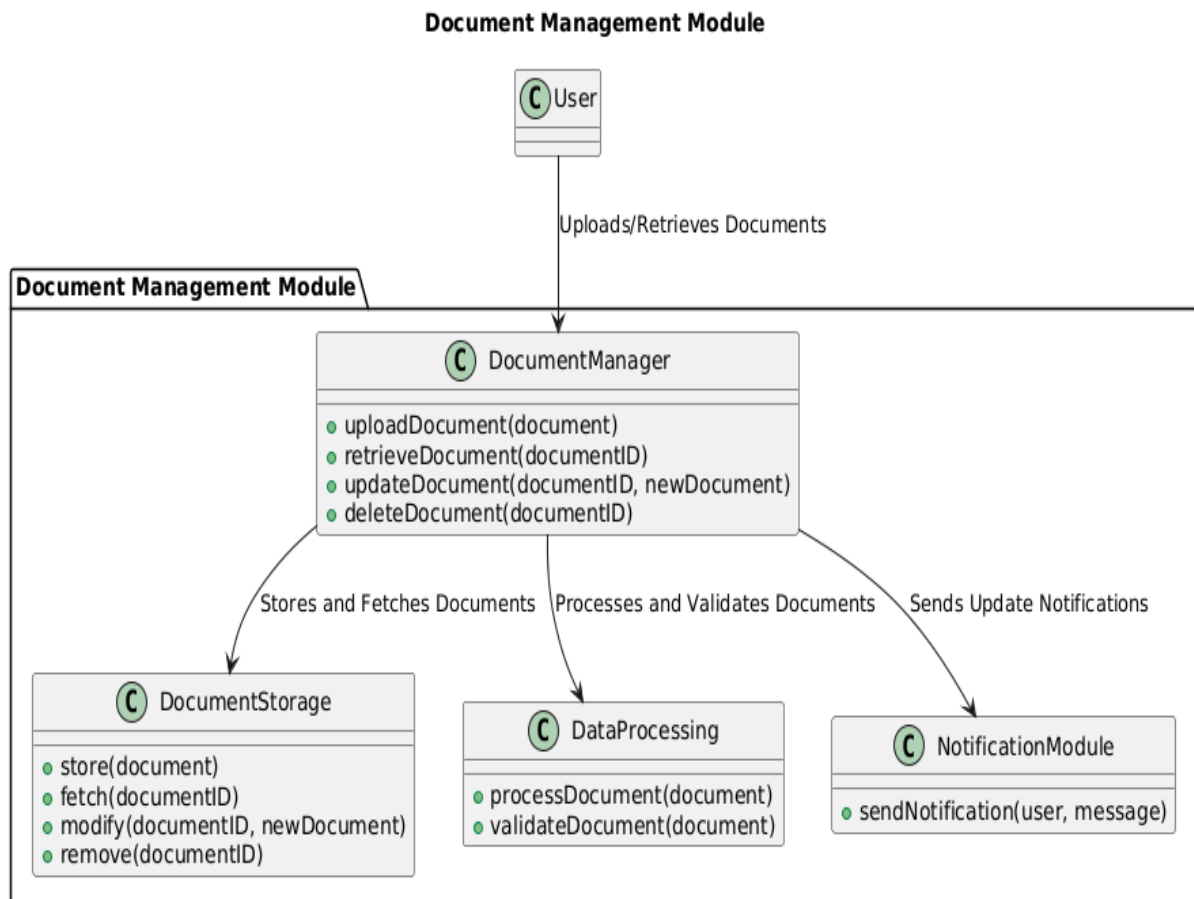 Document Management Module
C User
Uploads/Retrieves Documents
Document Management Module
C DocumentManager
uploadDocument(document)
retrieveDocument(documentID)
updateDocument(documentID, newDocument)
deleteDocument(documentID)
Stores and Fetches Documents
Processes and Validates Documents
Sends Update Notifications
C DocumentStorage
store(document)
fetch(documentID)
modify(documentID, newDocument)
remove(documentID)
C DataProcessing
processDocument(document)
validateDocument(document)
C NotificationModule
sendNotification(user, message)